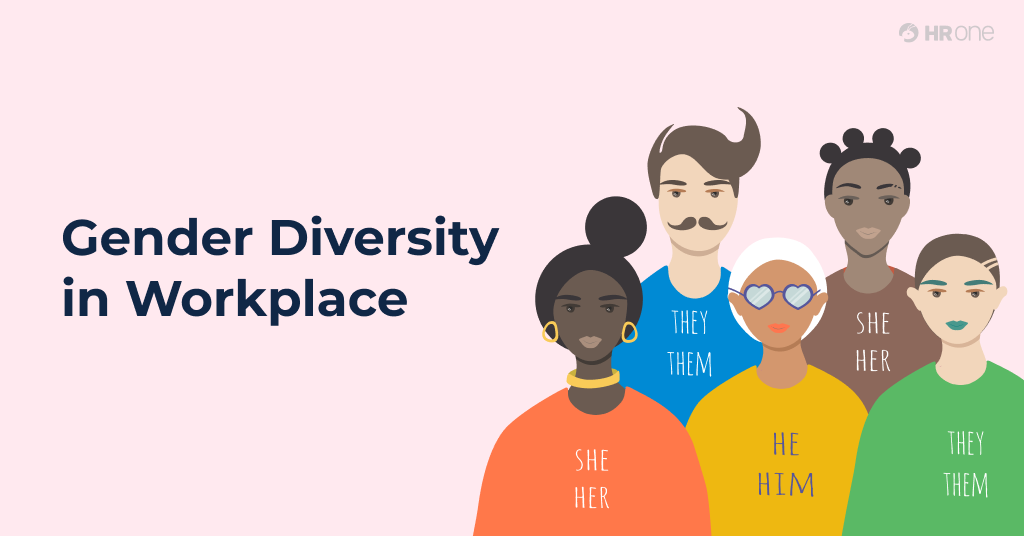 HRone
Gender Diversity
in Workplace
THEY
THEM
SHE
HER
SHE
HER
HE
HIM
THEY
THEM